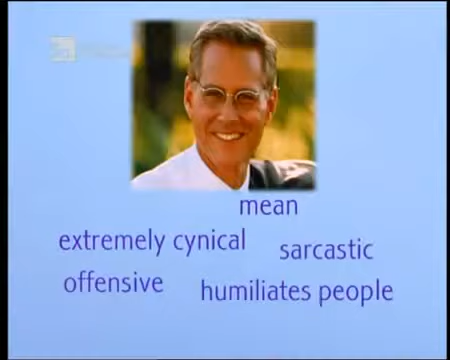 mean
extremely cynical
sarcastic
offensive
humiliates people